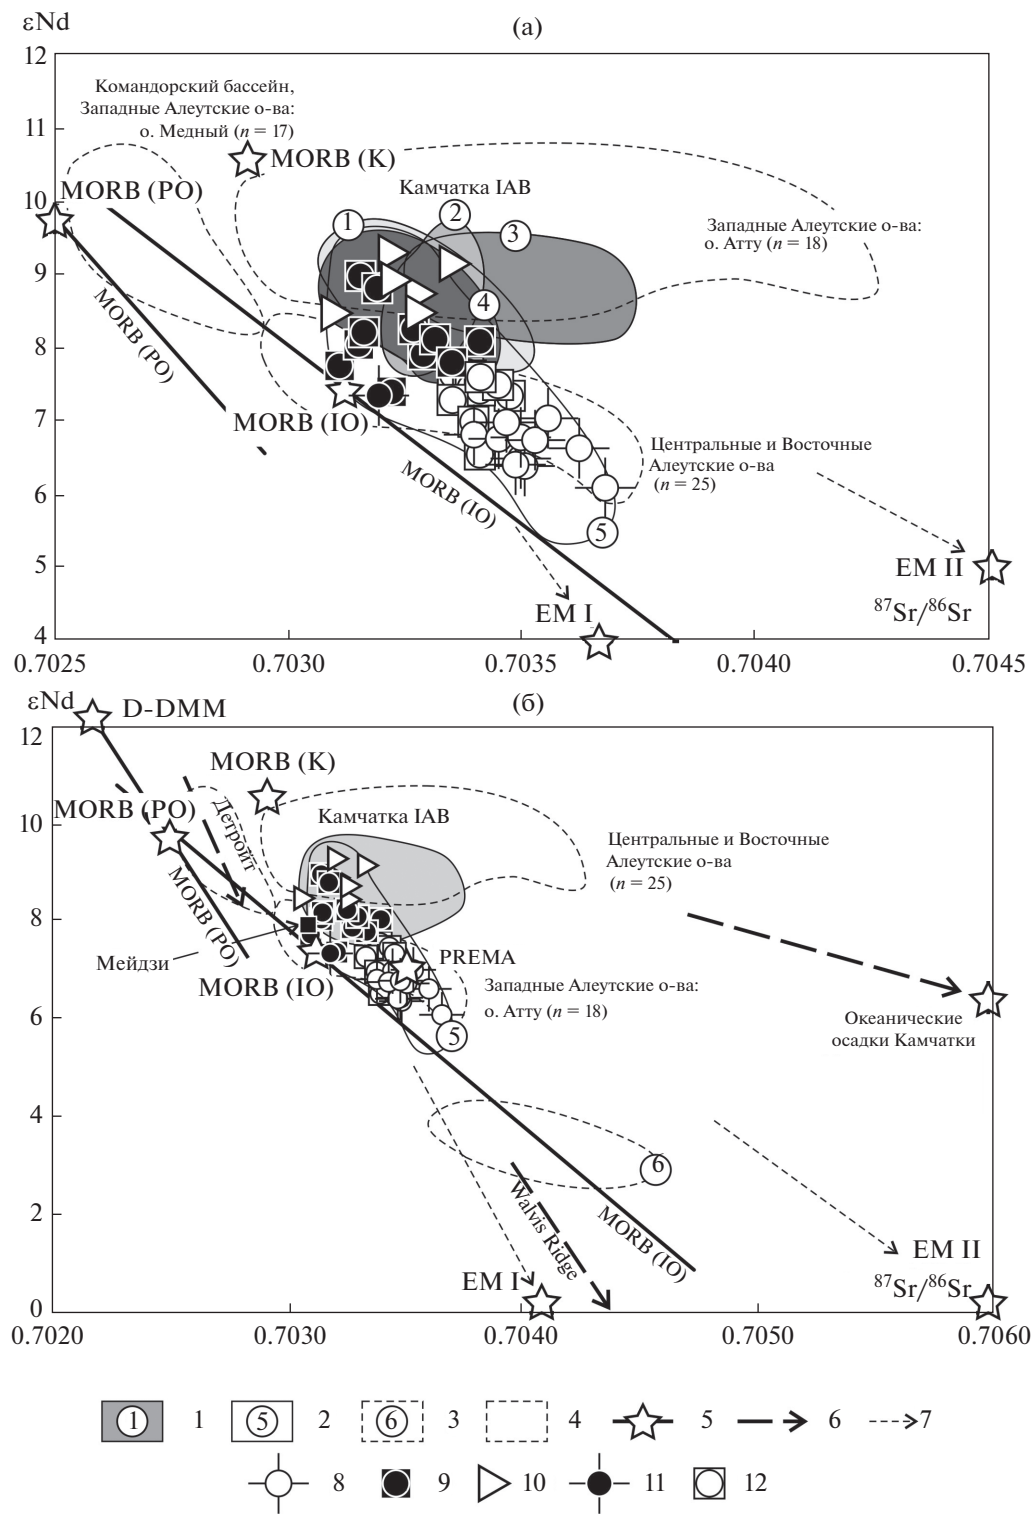 εNd
(а)
12
Командорский бассейн,
Западные Алеутские о-ва:
о. Медный (n = 17)
11
MORB (K)
Камчатка IAB
10
MORB (PO)
1
2
3
Западные Алеутские о-ва:
о. Атту (n = 18)
9
4
MORB (PO)
8
7
MORB (IO)
Центральные и Восточные
Алеутские о-ва
(n = 25)
MORB (IO)
6
5
5
EM II
EM I
87Sr/86Sr
4
0.7025
0.7030
0.7035
0.7040
0.7045
εNd
D-DMM
(б)
12
MORB (K)
MORB (PO)
Детройт
Камчатка IAB
10
Центральные и Восточные
Алеутские о-ва
(n = 25)
MORB (PO)
8
Мейдзи
PREMA
MORB (IO)
Западные Алеутские о-ва:
о. Атту (n = 18)
5
6
Океанические
осадки Камчатки
4
6
2
Walvis Ridge
MORB (IO)
EM II
EM I
87Sr/86Sr
0
0.7020
0.7030
0.7040
0.7050
0.7060
1 1 5 2 6 3 4 5 6 7
8 9 10 11 12